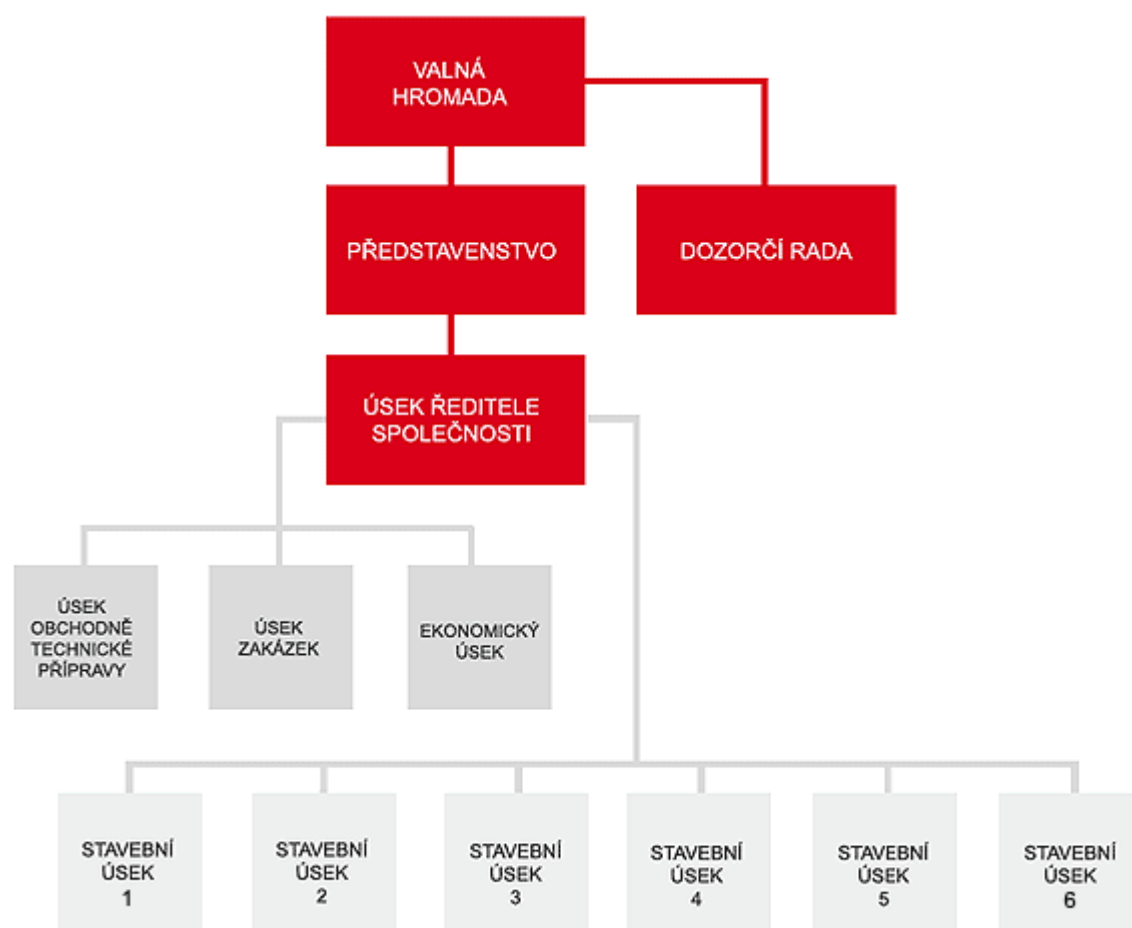 VALNÁ
HROMADA
PŘEDSTAVENSTVO
DOZORČÍ RADA
ÚSEK ŘEDITELE
SPOLEČNOSTI
ÚSEK
OBCHODNĚ
TECHNICKÉ
PŘÍPRAVY
ÚSEK
ZAKÁZEK
EKONOMICKÝ
ÚSEK
STAVEBNÍ
ÚSEK
1
STAVEBNÍ
ÚSEK
2
STAVEBNÍ
ÚSEK
3
STAVEBNÍ
ÚSEK
4
STAVEBNÍ
ÚSEK
5
STAVEBNÍ
ÚSEK
6